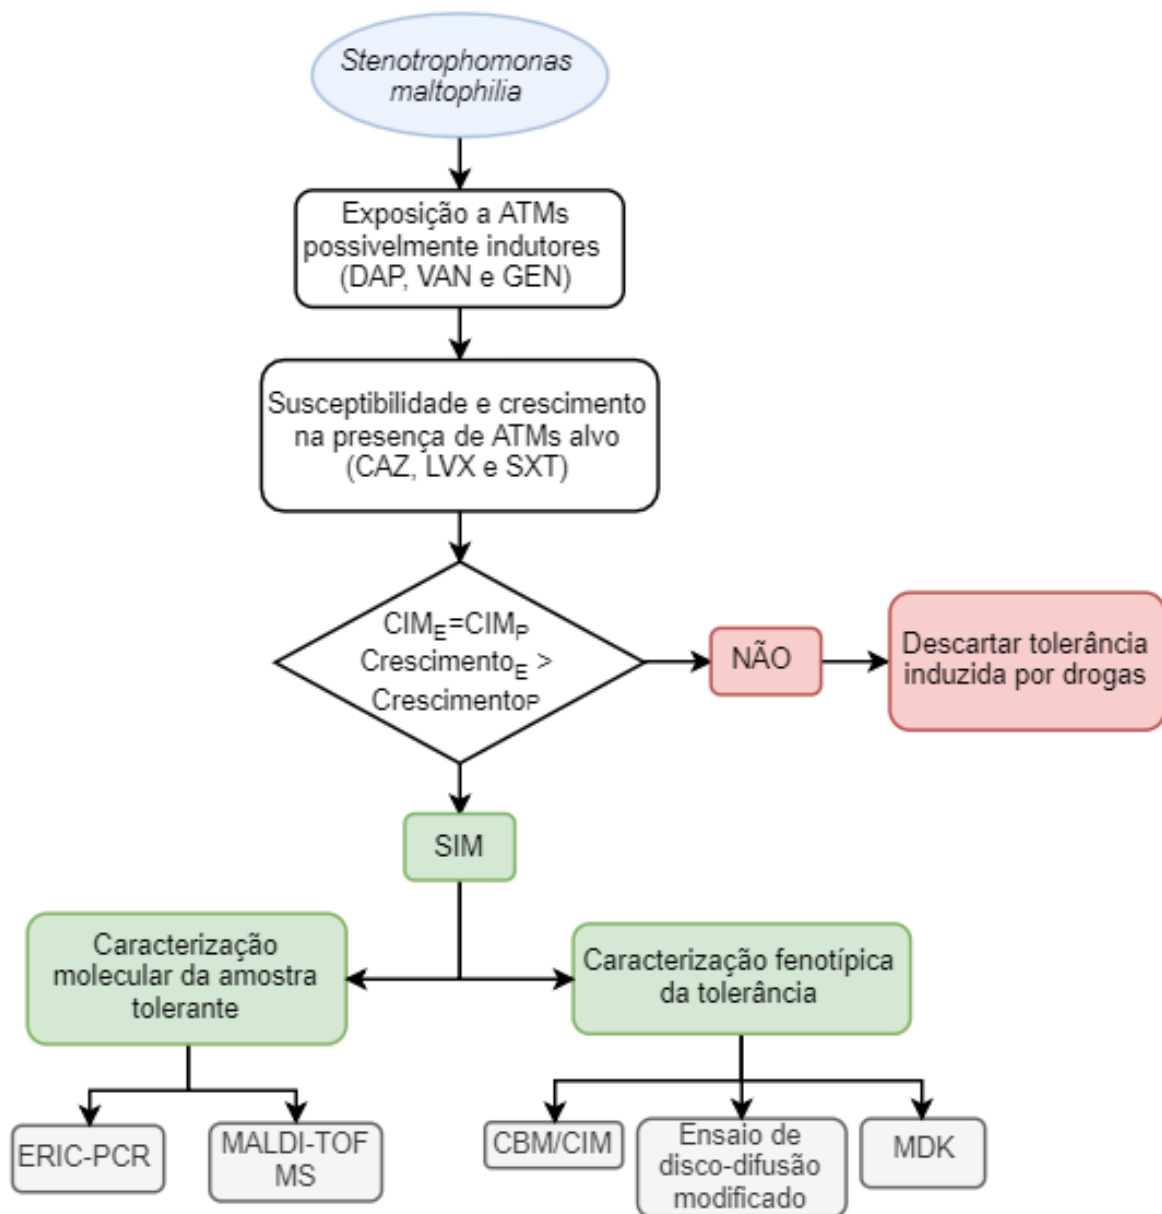 Stenotrophomonas
maltophilia
Exposição a ATMs
possivelmente indutores
(DAP, VAN e GEN)
Susceptibilidade e crescimento
na presença de ATMs alvo
(CAZ, LVX e SXT)
CIME=CIMP
CrescimentoE >
CrescimentoP
NÃO
Descartar tolerância
induzida por drogas
SIM
Caracterização
molecular da amostra
tolerante
Caracterização fenotípica
da tolerância
ERIC-PCR
MALDI-TOF
MS
CBM/CIM
Ensaio de
disco-difusão
modificado
MDK